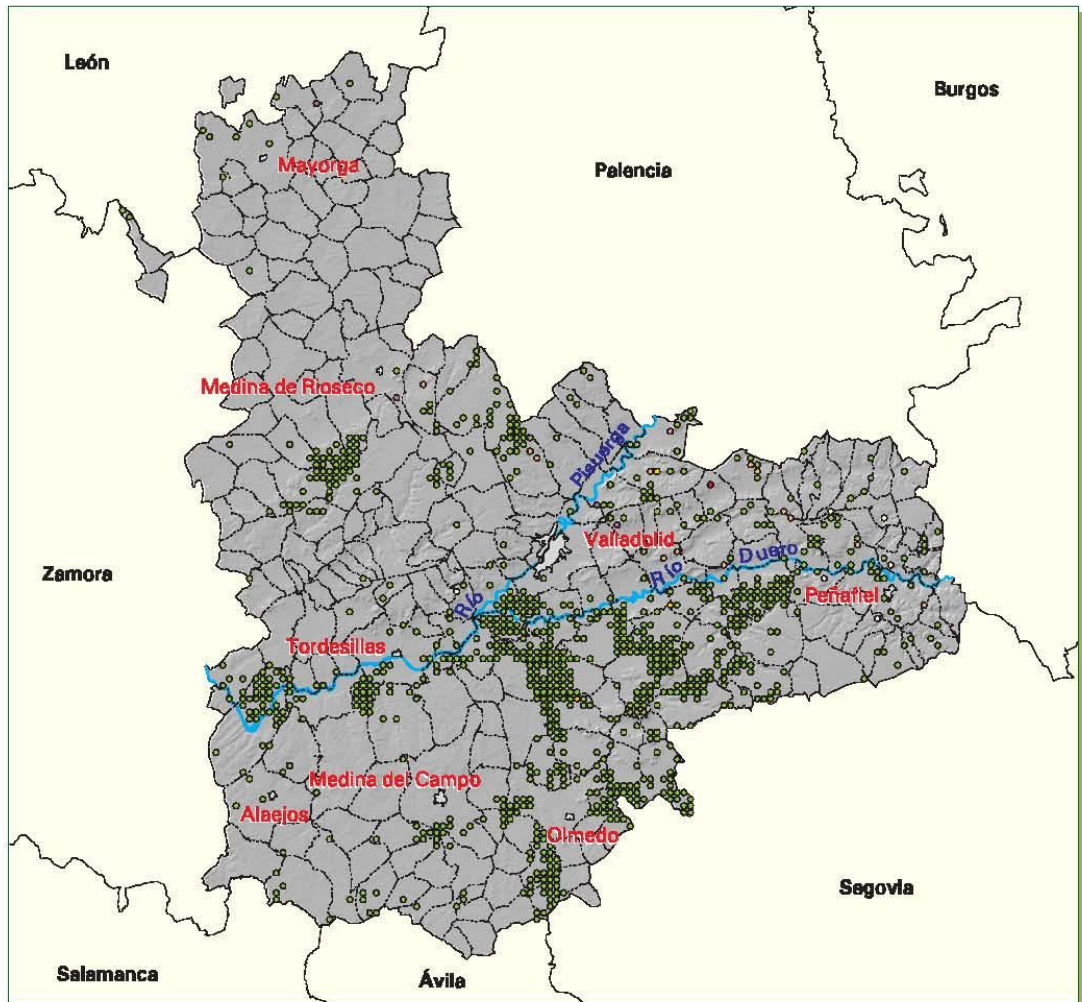 León
Burgos
Palencia
Mayorga
Medina de Rioseco
Pisuerga
Valladolid
Duero
Río
Zamora
Río
Peñafiel
Tordesillas
Medina del Campo
Alaejos
Olmedo
Segovia
Salamanca
Ávila